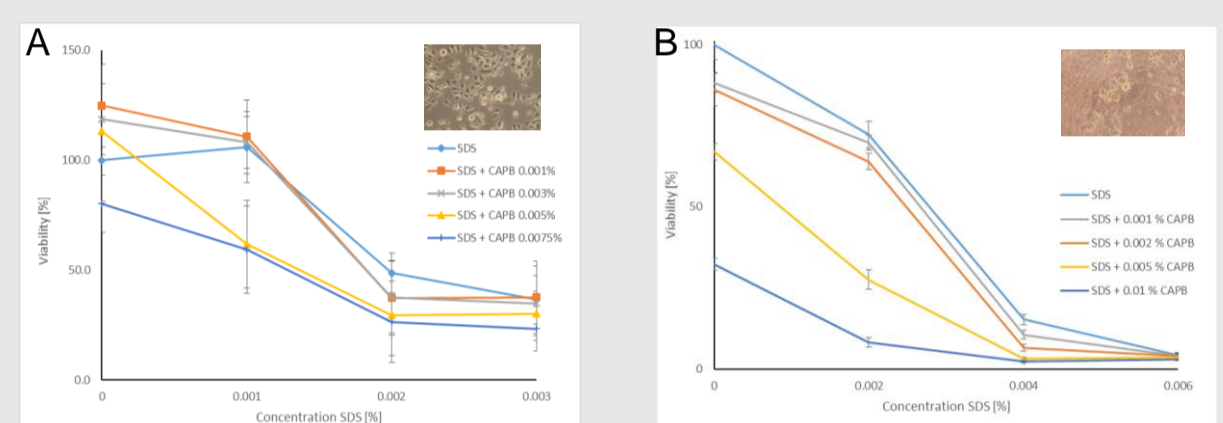 A
150.0
100.0
50.0
0.0
Viability [%]
0
0.001
0.002
0.003
Concentration SDS [%]
SDS
SDS + CAPB 0.001%
SDS + CAPB 0.003%
SDS + CAPB 0.005%
SDS + CAPB 0.0075%
B
100
50
0
Viability [%]
0
0.002
0.004
0.006
Concentration SDS [%]
SDS
SDS + 0.001 % CAPB
SDS + 0.002 % CAPB
SDS + 0.005 % CAPB
SDS + 0.01 % CAPB